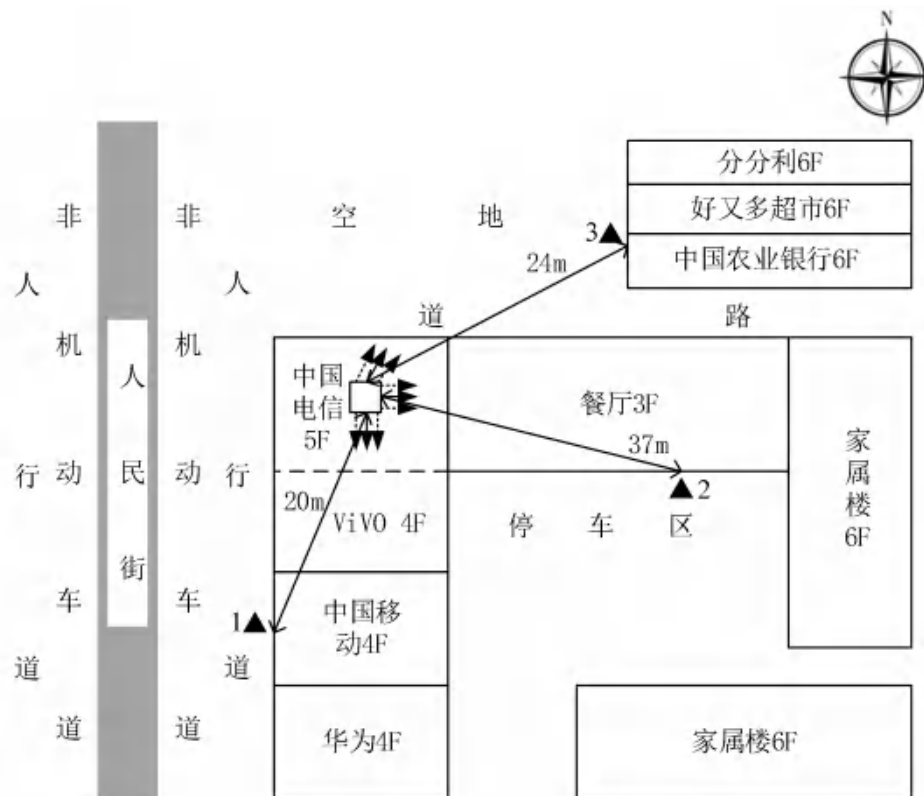 N
分分利6F
好又多超市6F
中国农业银行6F
3
24m
空地
道路
非机动车道
人行道
人民街
非机动车道
人行道
中国
电信
5F
餐厅3F
37m
2
20m
ViVO 4F
停车区
家属楼
6F
1
中国移
动4F
华为4F
家属楼6F